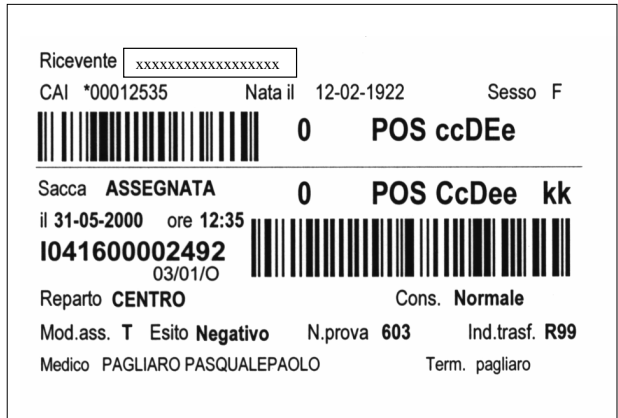 Ricevente xxxxxxxxxxxxxxxxxx
CAI *00012535 Nata il 12-02-1922 Sesso F
0 POS ccDEe
Sacca ASSEGNATA 0 POS CcDee kk
il 31-05-2000 ore 12:35
I041600002492
03/01/O
Reparto CENTRO Cons. Normale
Mod.ass. T Esito Negativo N.prova 603 Ind.trasf. R99
Medico PAGLIARO PASQUALEPAOLO Term. pagliaro